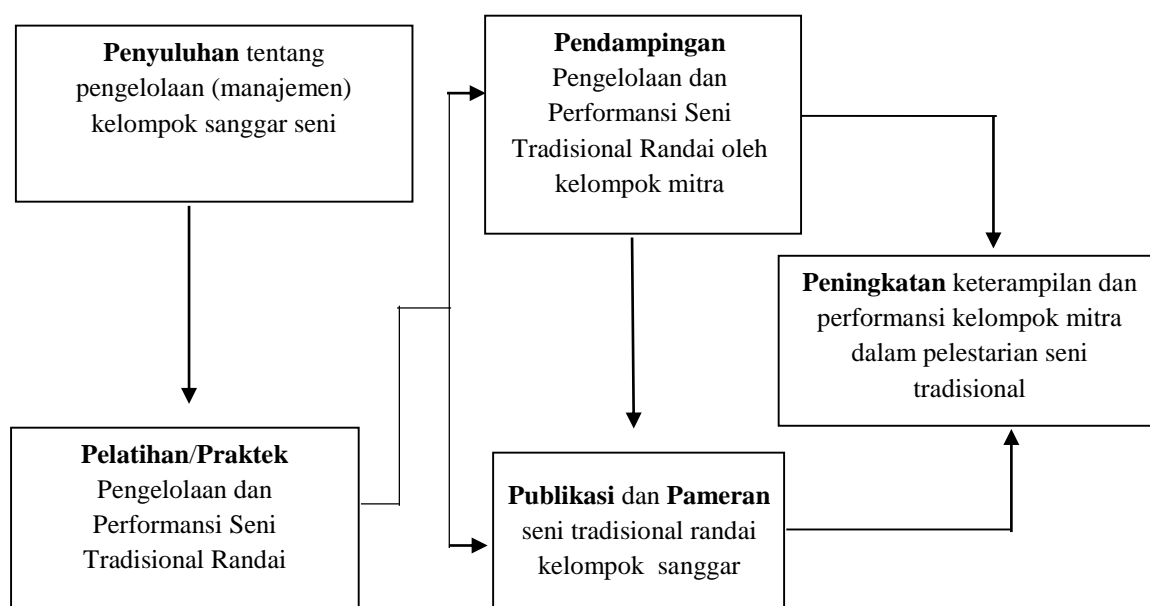 Penyuluhan tentang
pengelolaan (manajemen)
kelompok sanggar seni
Pelatihan/Praktek
Pengelolaan dan
Performansi Seni
Tradisional Randai
Pendampingan
Pengelolaan dan
Performansi Seni
Tradisional Randai oleh
kelompok mitra
Publikasi dan Pameran
seni tradisional randai
kelompok sanggar
Peningkatan keterampilan dan
performansi kelompok mitra
dalam pelestarian seni
tradisional